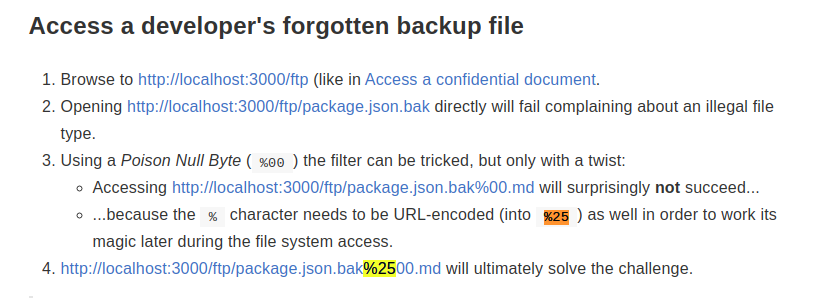 Access a developer's forgotten backup file
1. Browse to http://localhost:3000/ftp (like in Access a confidential document.
2. Opening http://localhost:3000/ftp/package.json.bak directly will fail complaining about an illegal file
type.
3. Using a Poison Null Byte ( %00 ) the filter can be tricked, but only with a twist:
○ Accessing http://localhost:3000/ftp/package.json.bak%00.md will surprisingly not succeed...
○ ...because the % character needs to be URL-encoded (into %25 ) as well in order to work its
magic later during the file system access.
4. http://localhost:3000/ftp/package.json.bak%2500.md will ultimately solve the challenge.